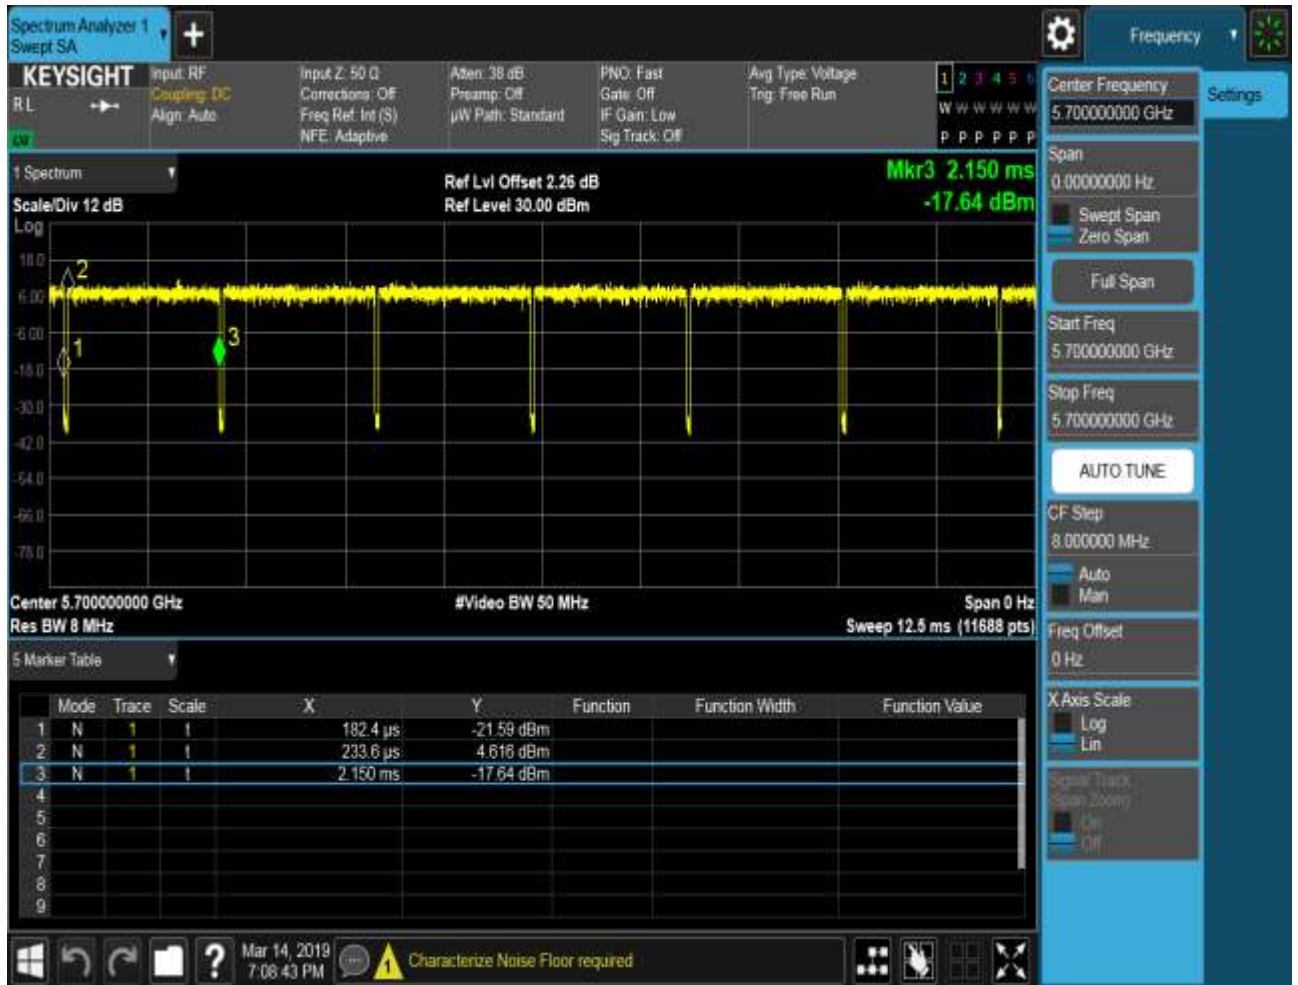 Spectrum Analyzer 1
Swept SA
+
Frequency
KEYSIGHT
RL
Input: RF
Coupling: DC
Align: Auto
Input Z: 50 Ω
Corrections: Off
Freq Ref: Int (S)
NFE: Adaptive
Atten: 38 dB
Preamp: Off
µW Path: Standard
PNO: Fast
Gate: Off
IF Gain: Low
Sig Track: Off
Avg Type: Voltage
Trig: Free Run
1 2 3 4 5 6
W W W W W W
P P P P P P
Center Frequency
5.700000000 GHz
Settings
Span
0.00000000 Hz
Swept Span
Zero Span
Full Span
Start Freq
5.700000000 GHz
Stop Freq
5.700000000 GHz
AUTO TUNE
CF Step
8.000000 MHz
Auto
Man
Freq Offset
0 Hz
X Axis Scale
Log
Lin
Signal Track
(Span Zoom)
On
Off
1 Spectrum
Scale/Div 12 dB
Ref Lvl Offset 2.26 dB
Ref Level 30.00 dBm
Mkr3 2.150 ms
-17.64 dBm
Log
18.0
6.00
-6.00
-18.0
-30.0
-42.0
-54.0
-66.0
-78.0
2
1
3
Center 5.700000000 GHz
#Video BW 50 MHz
Span 0 Hz
Res BW 8 MHz
Sweep 12.5 ms (11688 pts)
5 Marker Table
Mode Trace Scale X Y Function Function Width Function Value
1 N 1 t 182.4 µs -21.59 dBm
2 N 1 t 233.6 µs 4.616 dBm
3 N 1 t 2.150 ms -17.64 dBm
4
5
6
7
8
9
?
Mar 14, 2019
7:08:43 PM
1
Characterize Noise Floor required